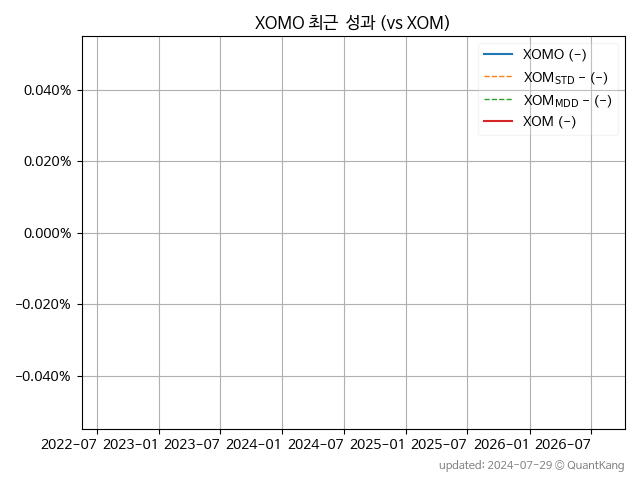 XOMO 최근 성과 (vs XOM)
XOMO (-)
XOM_STD - (-)
XOM_MDD - (-)
XOM (-)
0.040%
0.020%
0.000%
-0.020%
-0.040%
2022-07 2023-01 2023-07 2024-01 2024-07 2025-01 2025-07 2026-01 2026-07
updated: 2024-07-29 © QuantKang